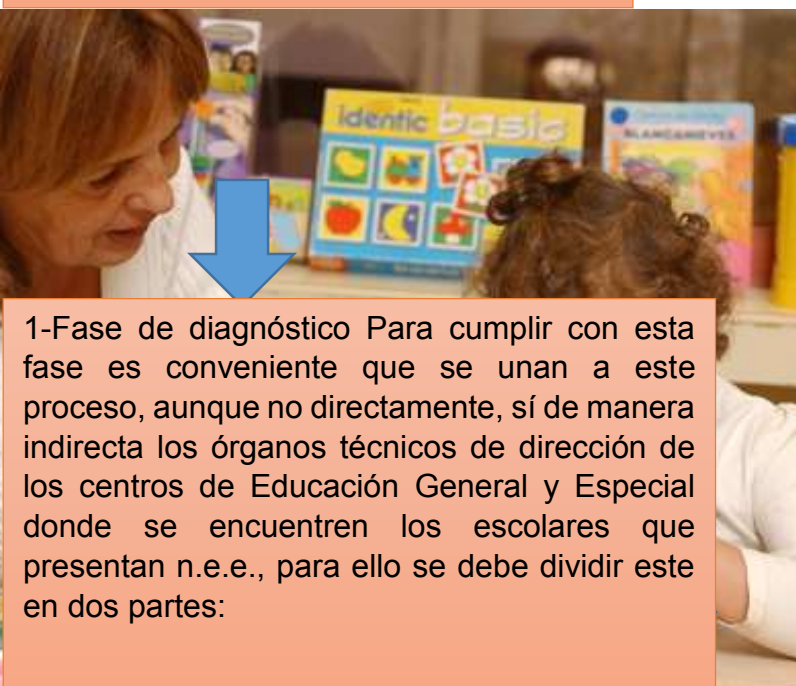 identic basic
BLANCANIEVES
1-Fase de diagnóstico Para cumplir con esta
fase es conveniente que se unan a este
proceso, aunque no directamente, sí de manera
indirecta los órganos técnicos de dirección de
los centros de Educación General y Especial
donde se encuentren los escolares que
presentan n.e.e., para ello se debe dividir este
en dos partes: